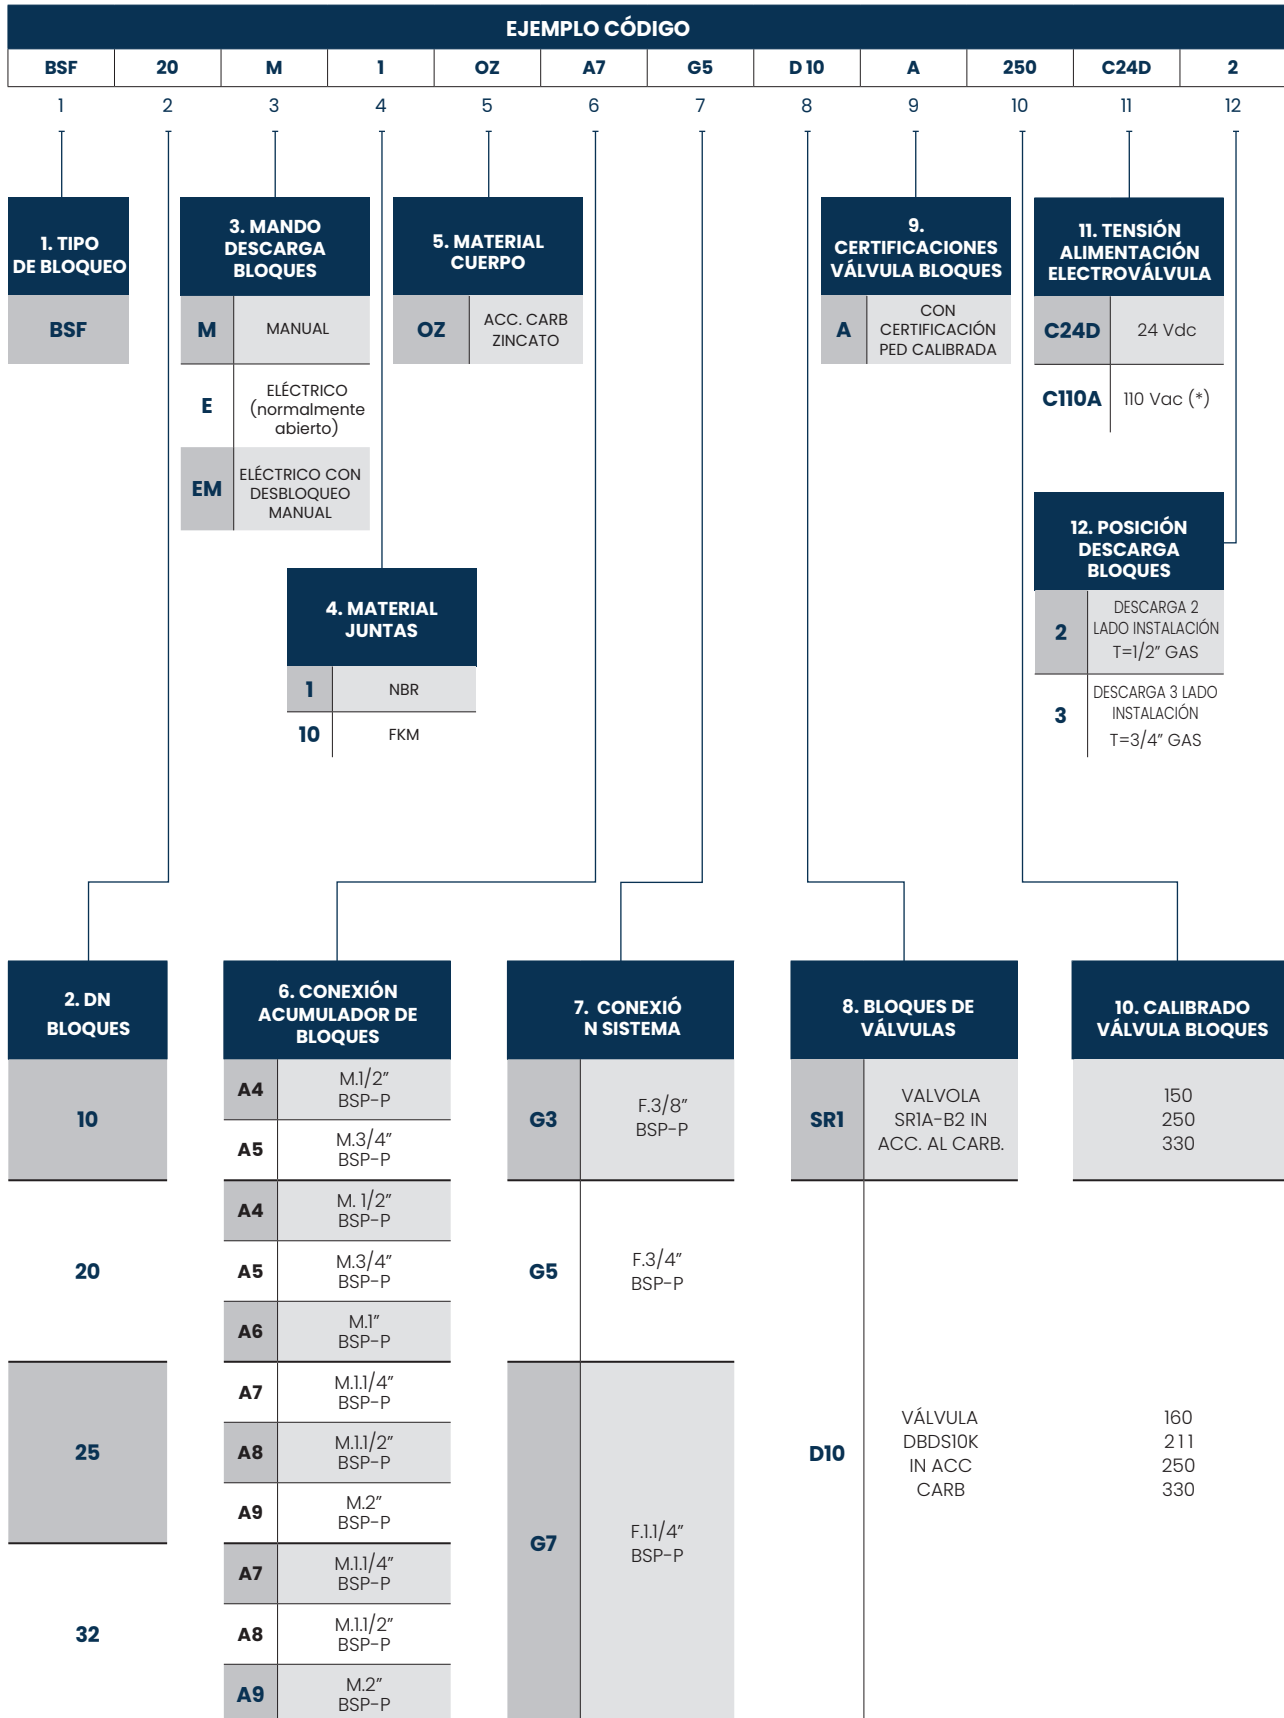 EJEMPLO CÓDIGO
BSF 20 M 1 OZ A7 G5 D 10 A 250 C24D 2
1 2 3 4 5 6 7 8 9 10 11 12
1. TIPO
DE BLOQUEO
BSF
3. MANDO
DESCARGA
BLOQUES
M MANUAL
E ELÉCTRICO
(normalmente
abierto)
EM ELÉCTRICO CON
DESBLOQUEO
MANUAL
5. MATERIAL
CUERPO
OZ ACC. CARB
ZINCATO
9.
CERTIFICACIONES
VÁLVULA BLOQUES
A CON
CERTIFICACIÓN
PED CALIBRADA
11. TENSIÓN
ALIMENTACIÓN
ELECTROVÁLVULA
C24D 24 Vdc
C110A 110 Vac (*)
4. MATERIAL
JUNTAS
1 NBR
10 FKM
12. POSICIÓN
DESCARGA
BLOQUES
2 DESCARGA 2
LADO INSTALACIÓN
T=1/2" GAS
3 DESCARGA 3 LADO
INSTALACIÓN
T=3/4" GAS
2. DN
BLOQUES
10
20
25
32
6. CONEXIÓN
ACUMULADOR DE
BLOQUES
A4 M.1/2"
BSP-P
A5 M.3/4"
BSP-P
A4 M. 1/2"
BSP-P
A5 M.3/4"
BSP-P
A6 M.1"
BSP-P
A7 M.1.1/4"
BSP-P
A8 M.1.1/2"
BSP-P
A9 M.2"
BSP-P
A7 M.1.1/4"
BSP-P
A8 M.1.1/2"
BSP-P
A9 M.2"
BSP-P
7. CONEXIÓ
N SISTEMA
G3 F.3/8"
BSP-P
G5 F.3/4"
BSP-P
G7 F.1.1/4"
BSP-P
8. BLOQUES DE
VÁLVULAS
SR1 VALVOLA
SR1A-B2 IN
ACC. AL CARB.
D10 VÁLVULA
DBDS10K
IN ACC
CARB
10. CALIBRADO
VÁLVULA BLOQUES
150
250
330
160
211
250
330